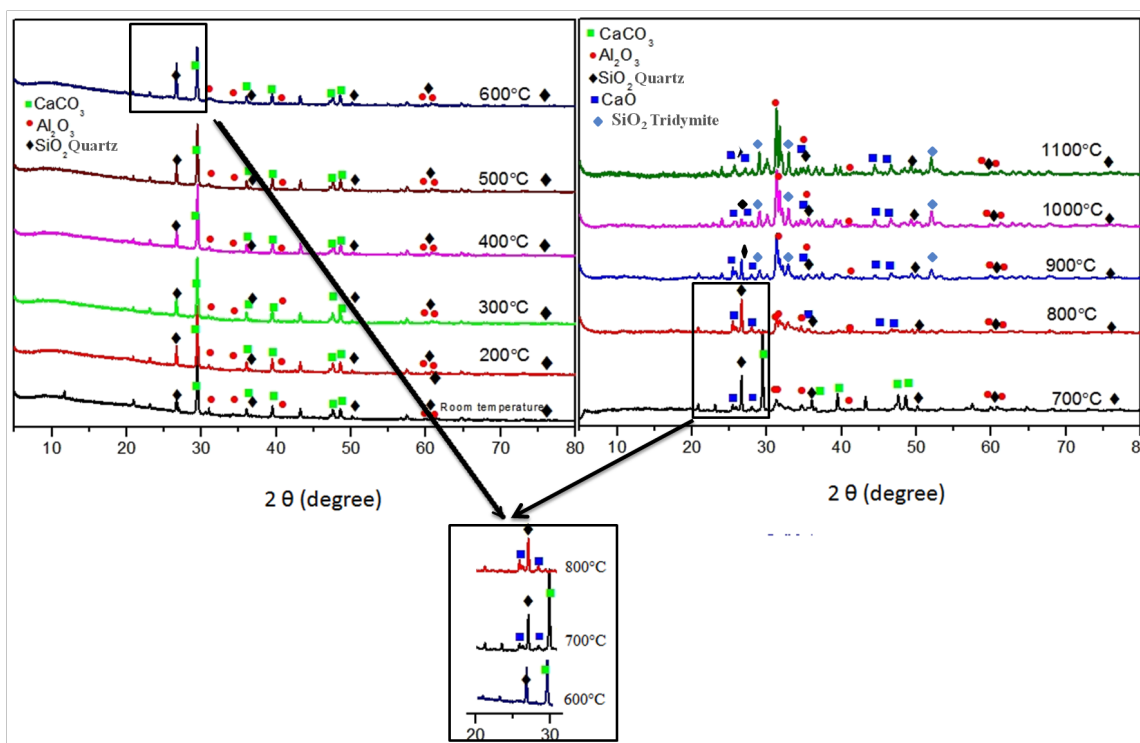 CaCO3
Al2O3
SiO2 Quartz
600°C
500°C
400°C
300°C
200°C
Room temperature
10 20 30 40 50 60 70 80
2 θ (degree)
CaCO3
Al2O3
SiO2 Quartz
CaO
SiO2 Tridymite
1100°C
1000°C
900°C
800°C
700°C
20 30 40 50 60 70 80
2 θ (degree)
800°C
700°C
600°C
20 30